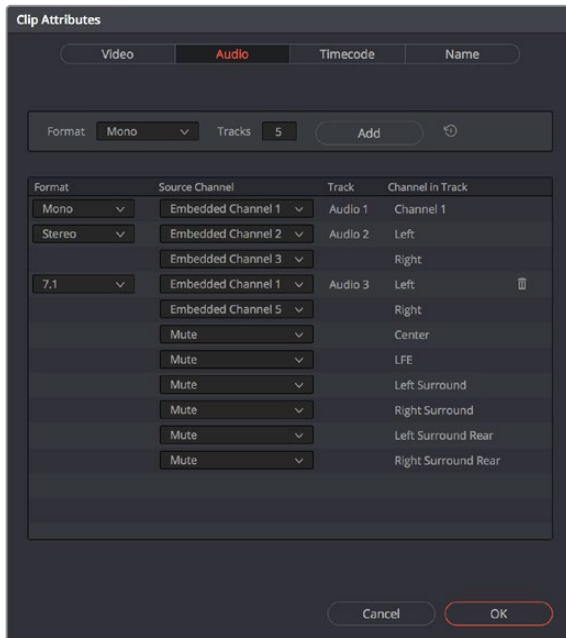 Clip Attributes
Video Audio Timecode Name
Format Mono Tracks 5 Add
Format Source Channel Track Channel in Track
Mono Embedded Channel 1 Audio 1 Channel 1
Stereo Embedded Channel 2 Audio 2 Left
Embedded Channel 3 Right
7.1 Embedded Channel 1 Audio 3 Left
Embedded Channel 5 Right
Mute Center
Mute LFE
Mute Left Surround
Mute Right Surround
Mute Left Surround Rear
Mute Right Surround Rear
Cancel OK